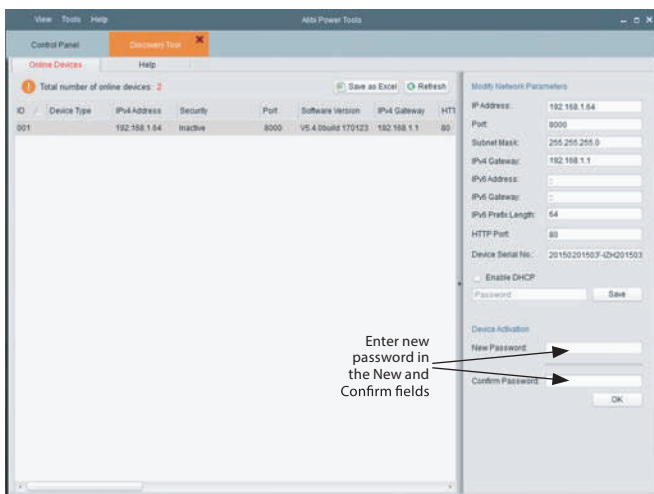 View Tools Help Alibi Power Tools
Control Panel Discovery Tool
Online Devices Help
Total number of online devices: 2 Save as Excel Refresh
ID Device Type IPv4 Address Security Port Software Version IPv4 Gateway HTT
001 192.168.1.64 Inactive 8000 V5.4.0build 170123 192.168.1.1 80
Modify Network Parameters
IP Address: 192.168.1.64
Port: 8000
Subnet Mask: 255.255.255.0
IPv4 Gateway: 192.168.1.1
IPv6 Address: ::
IPv6 Gateway: ::
IPv6 Prefix Length: 64
HTTP Port: 80
Device Serial No.:
Enable DHCP
Password Save
Device Activation
New Password:
Confirm Password:
OK
Enter new
password in
the New and
Confirm fields